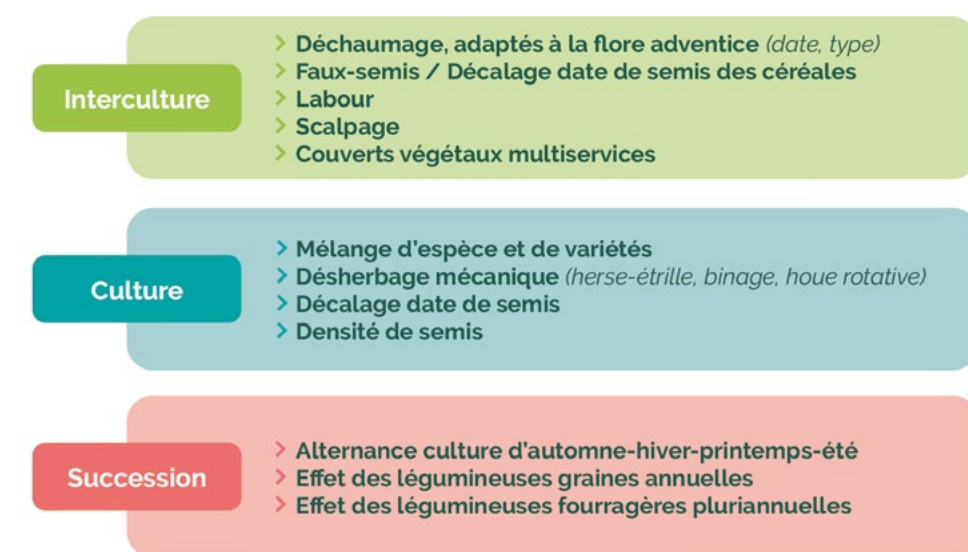 Interculture
> Déchaumage, adaptés à la flore adventice (date, type)
> Faux-semis / Décalage date de semis des céréales
> Labour
> Scalpage
> Couverts végétaux multiservices
Culture
> Mélange d'espèce et de variétés
> Désherbage mécanique (herse-étrille, binage, houe rotative)
> Décalage date de semis
> Densité de semis
Succession
> Alternance culture d'automne-hiver-printemps-été
> Effet des légumineuses graines annuelles
> Effet des légumineuses fourragères pluriannuelles